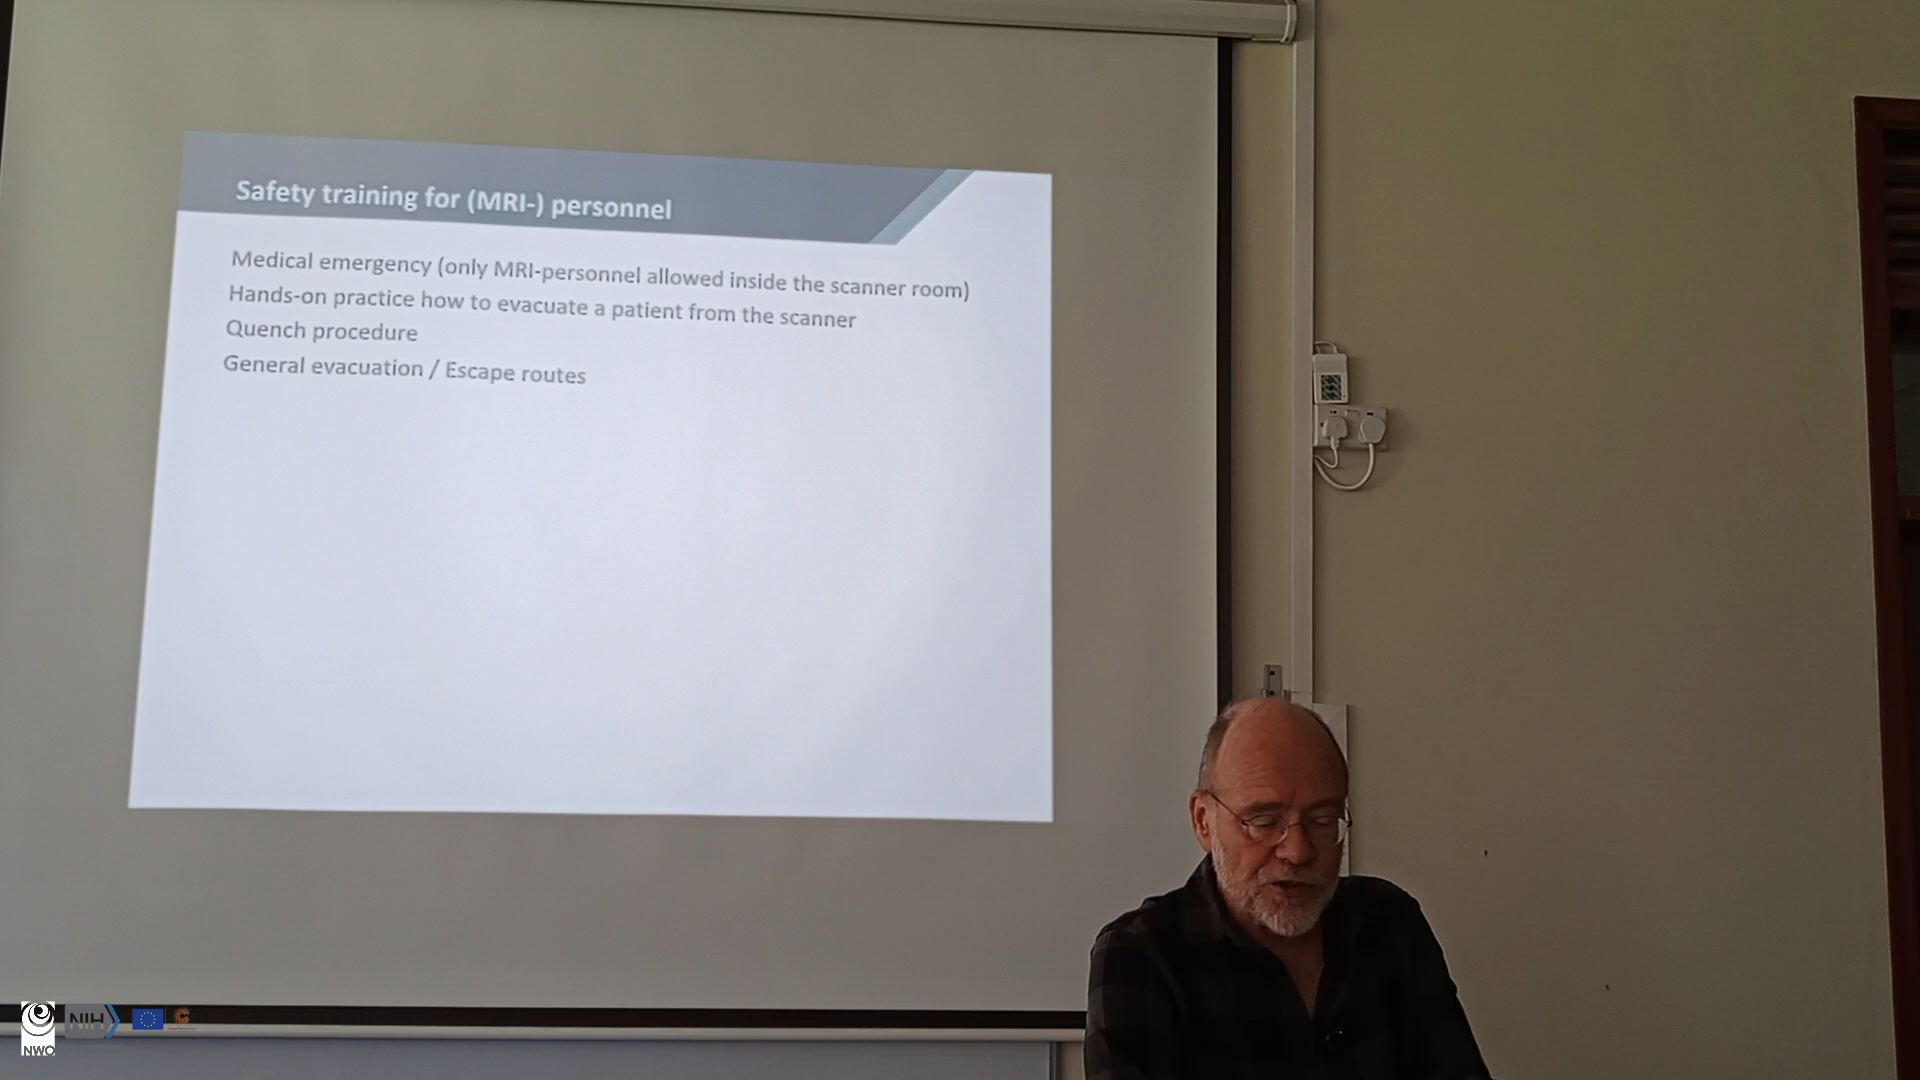 Safety training for (MRI-) personnel
Medical emergency (only MRI-personnel allowed inside the scanner room)
Hands-on practice how to evacuate a patient from the scanner
Quench procedure
General evacuation / Escape routes
NIH
NWO